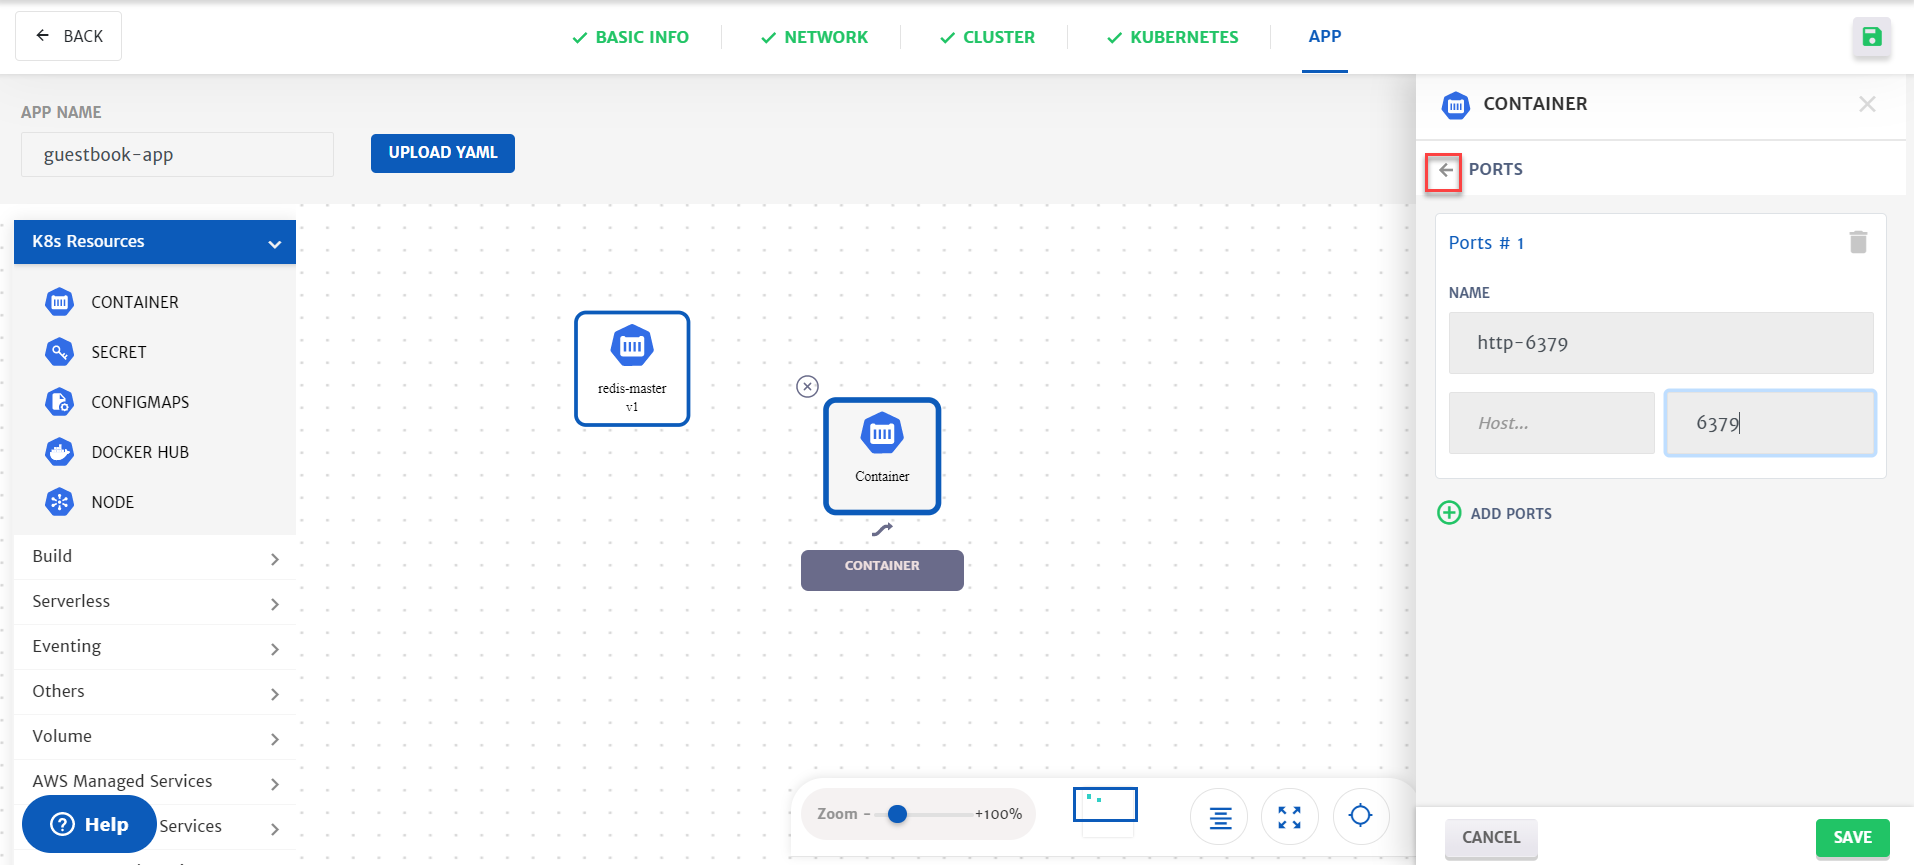 BACK
BASIC INFO
NETWORK
CLUSTER
KUBERNETES
APP
APP NAME
guestbook-app
UPLOAD YAML
K8s Resources
CONTAINER
SECRET
CONFIGMAPS
DOCKER HUB
NODE
Build
Serverless
Eventing
Others
Volume
AWS Managed Services
Services
? Help
redis-master
v1
Container
CONTAINER
Zoom - +100%
CONTAINER
PORTS
Ports # 1
NAME
http-6379
Host...
6379
ADD PORTS
CANCEL
SAVE